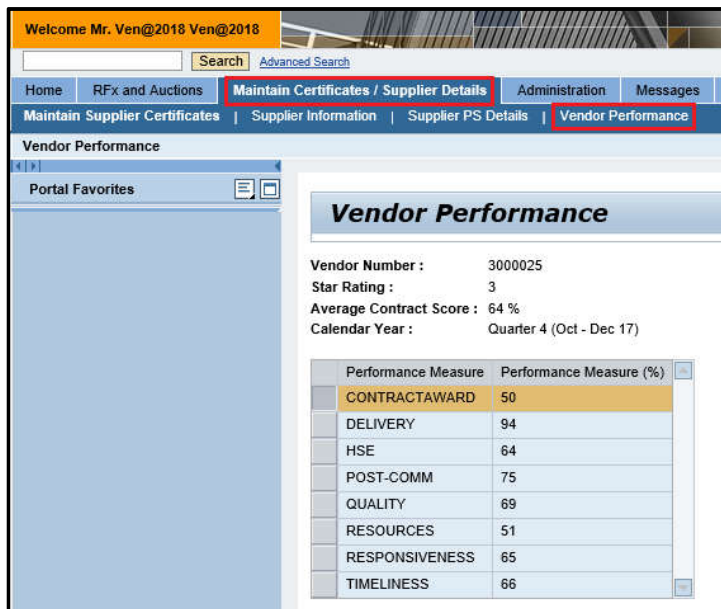 Welcome Mr. Ven@2018 Ven@2018
Search Advanced Search
Home RFx and Auctions Maintain Certificates / Supplier Details Administration Messages
Maintain Supplier Certificates | Supplier Information | Supplier PS Details | Vendor Performance
Vendor Performance
Portal Favorites
Vendor Performance
Vendor Number : 3000025
Star Rating : 3
Average Contract Score : 64 %
Calendar Year : Quarter 4 (Oct - Dec 17)
Performance Measure Performance Measure (%)
CONTRACTAWARD 50
DELIVERY 94
HSE 64
POST-COMM 75
QUALITY 69
RESOURCES 51
RESPONSIVENESS 65
TIMELINESS 66